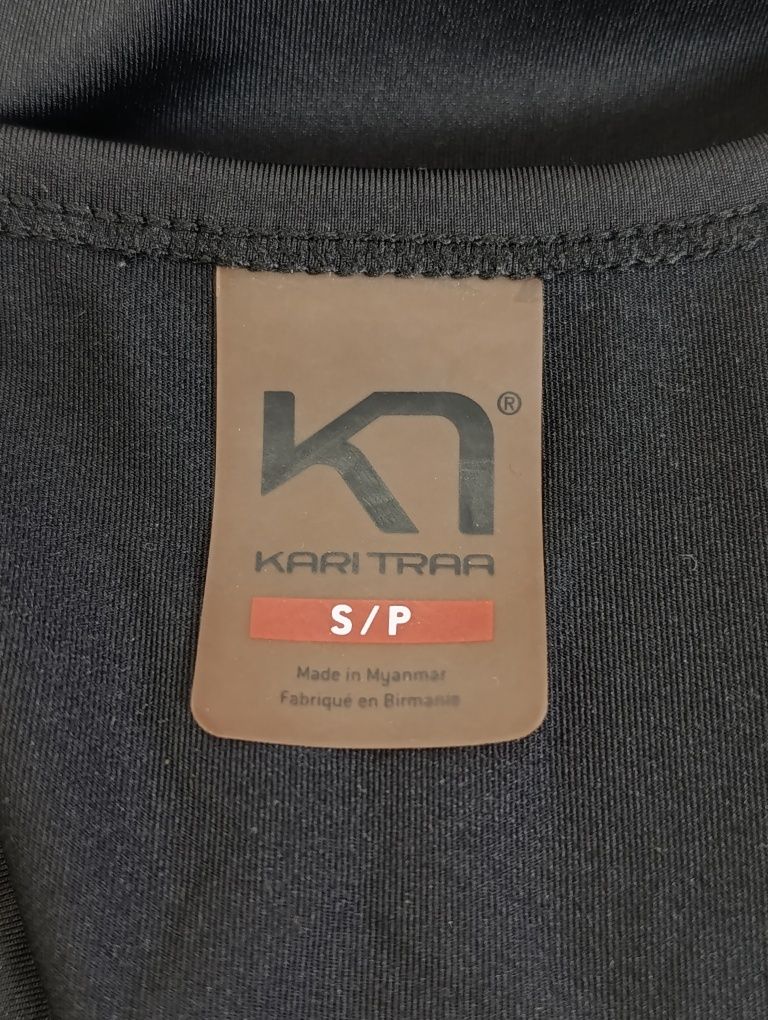 ®
KARI TRAA
S/P
Made in Myanmar
Fabriqué en Birmanie